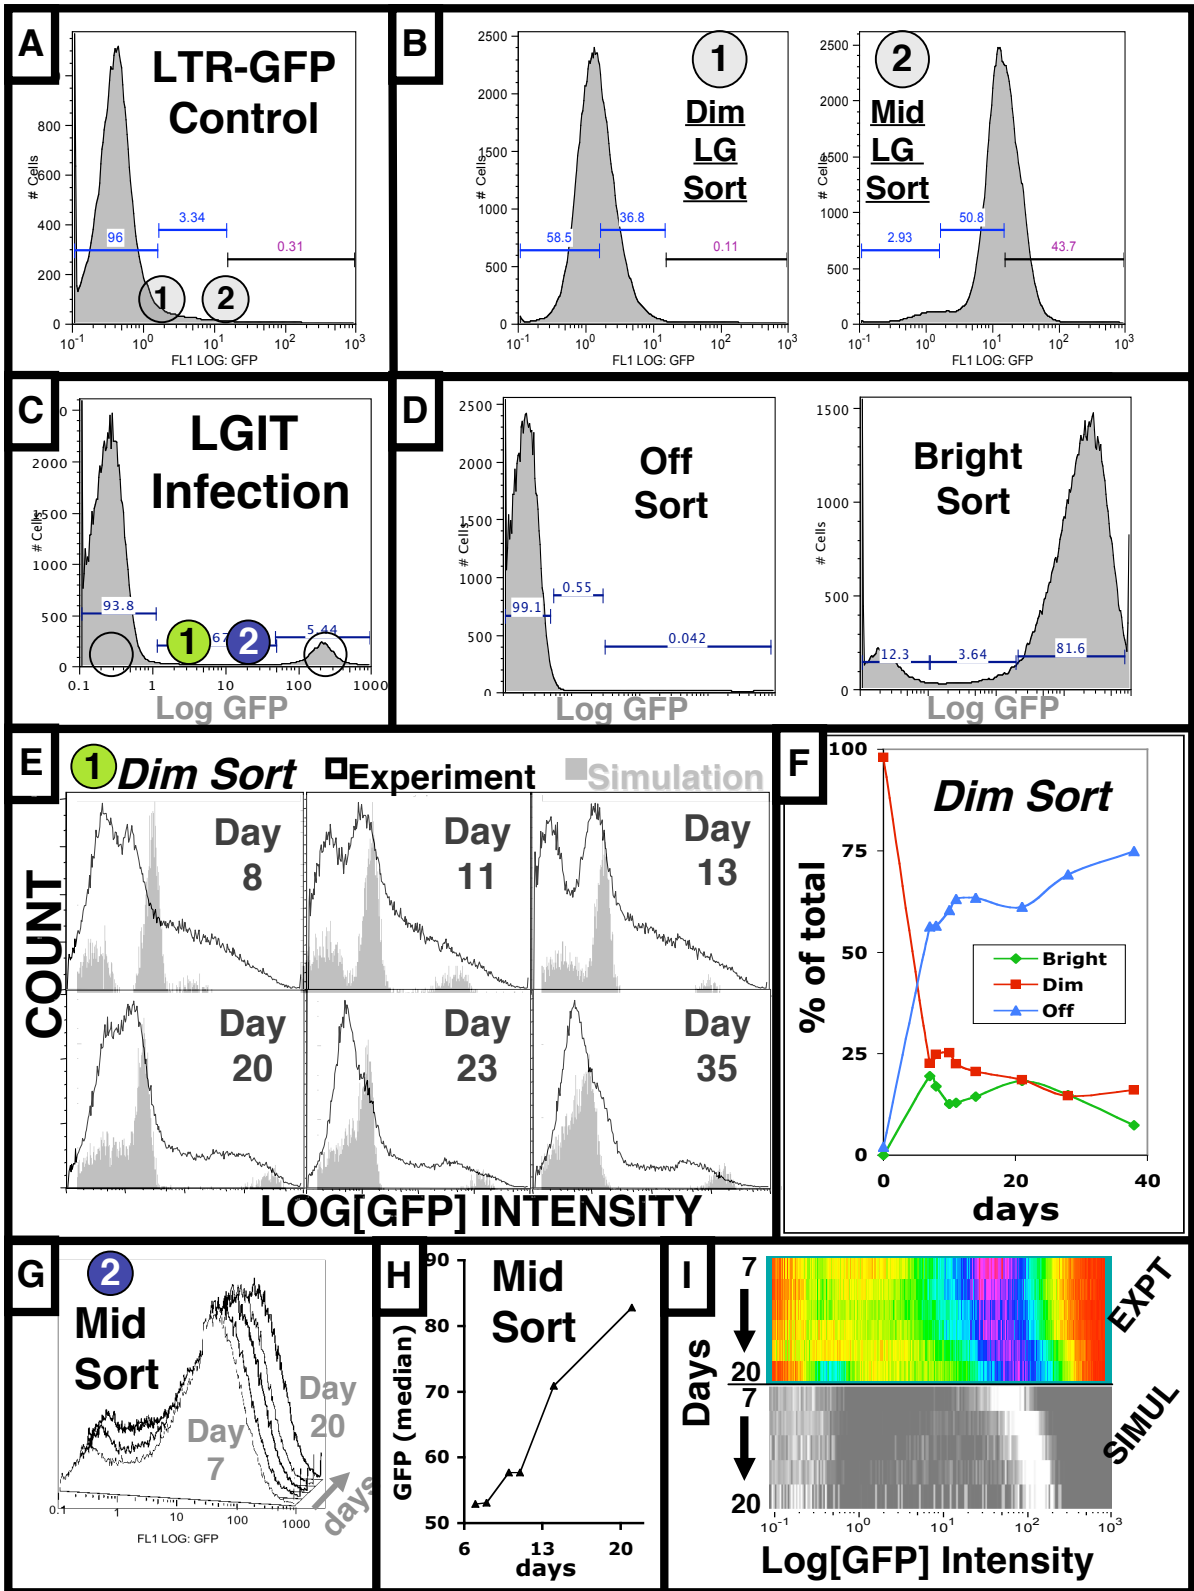 A
LTR-GFP
Control
# Cells
800
600
400
200
0
96
3.34
0.31
1
2
10-1
100
101
102
103
FL1 LOG: GFP
B
1
Dim
LG
Sort
# Cells
2500
2000
1500
1000
500
0
58.5
36.8
0.11
10-1
100
101
102
103
FL1 LOG: GFP
2
Mid
LG
Sort
# Cells
2500
2000
1500
1000
500
0
2.93
50.8
43.7
10-1
100
101
102
103
FL1 LOG: GFP
C
LGIT
Infection
# Cells
2000
1500
1000
500
0
93.8
5.44
1
2
0.1
1
10
100
1000
Log GFP
D
Off
Sort
# Cells
2500
2000
1500
1000
500
0
99.1
0.55
0.042
Log GFP
Bright
Sort
# Cells
1500
1000
500
0
12.3
3.64
81.6
Log GFP
E
1 Dim Sort
Experiment
Simulation
COUNT
Day
8
Day
11
Day
13
Day
20
Day
23
Day
35
LOG[GFP] INTENSITY
F
Dim Sort
% of total
100
75
50
25
0
Bright
Dim
Off
0
20
40
days
G
2
Mid
Sort
Day
7
Day
20
days
0.1
1
10
100
1000
FL1 LOG: GFP
H
Mid
Sort
GFP (median)
90
80
70
60
50
6
13
20
days
I
Days
7
20
EXPT
7
20
SIMUL
10-1
100
101
102
103
Log[GFP] Intensity